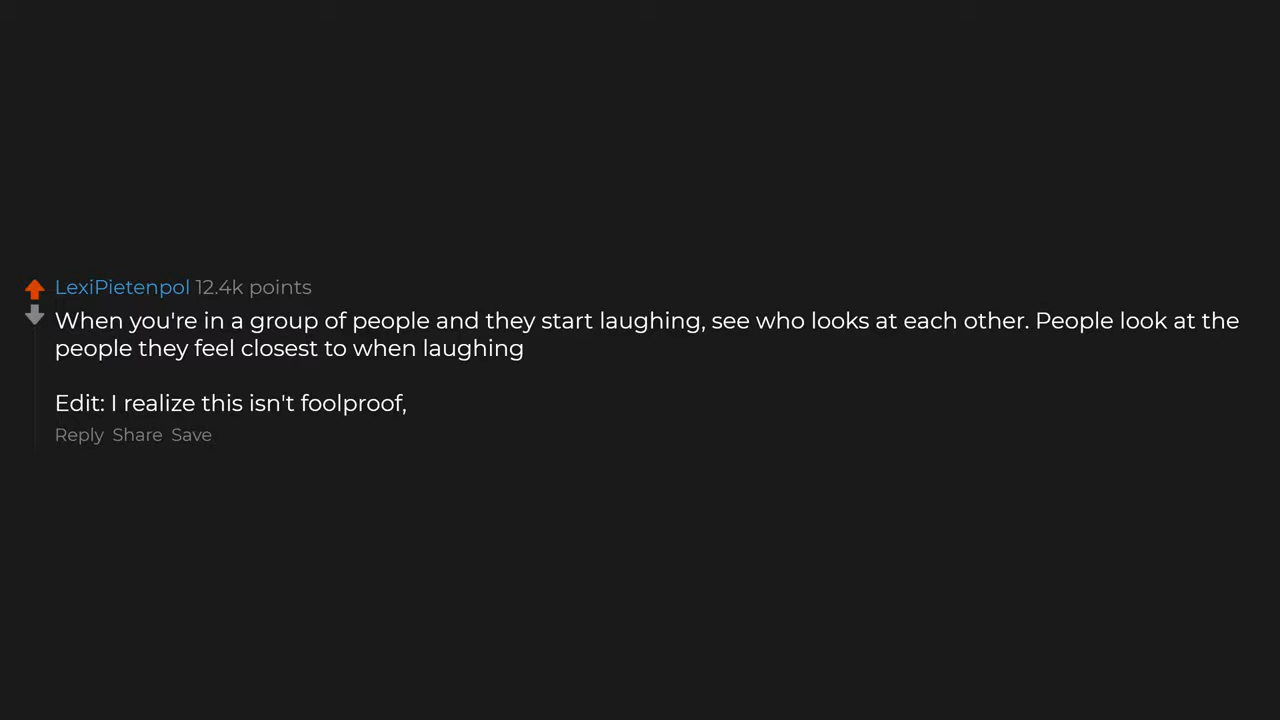 LexiPietenpol 12.4k points
When you're in a group of people and they start laughing, see who looks at each other. People look at the
people they feel closest to when laughing
Edit: I realize this isn't foolproof,
Reply Share Save